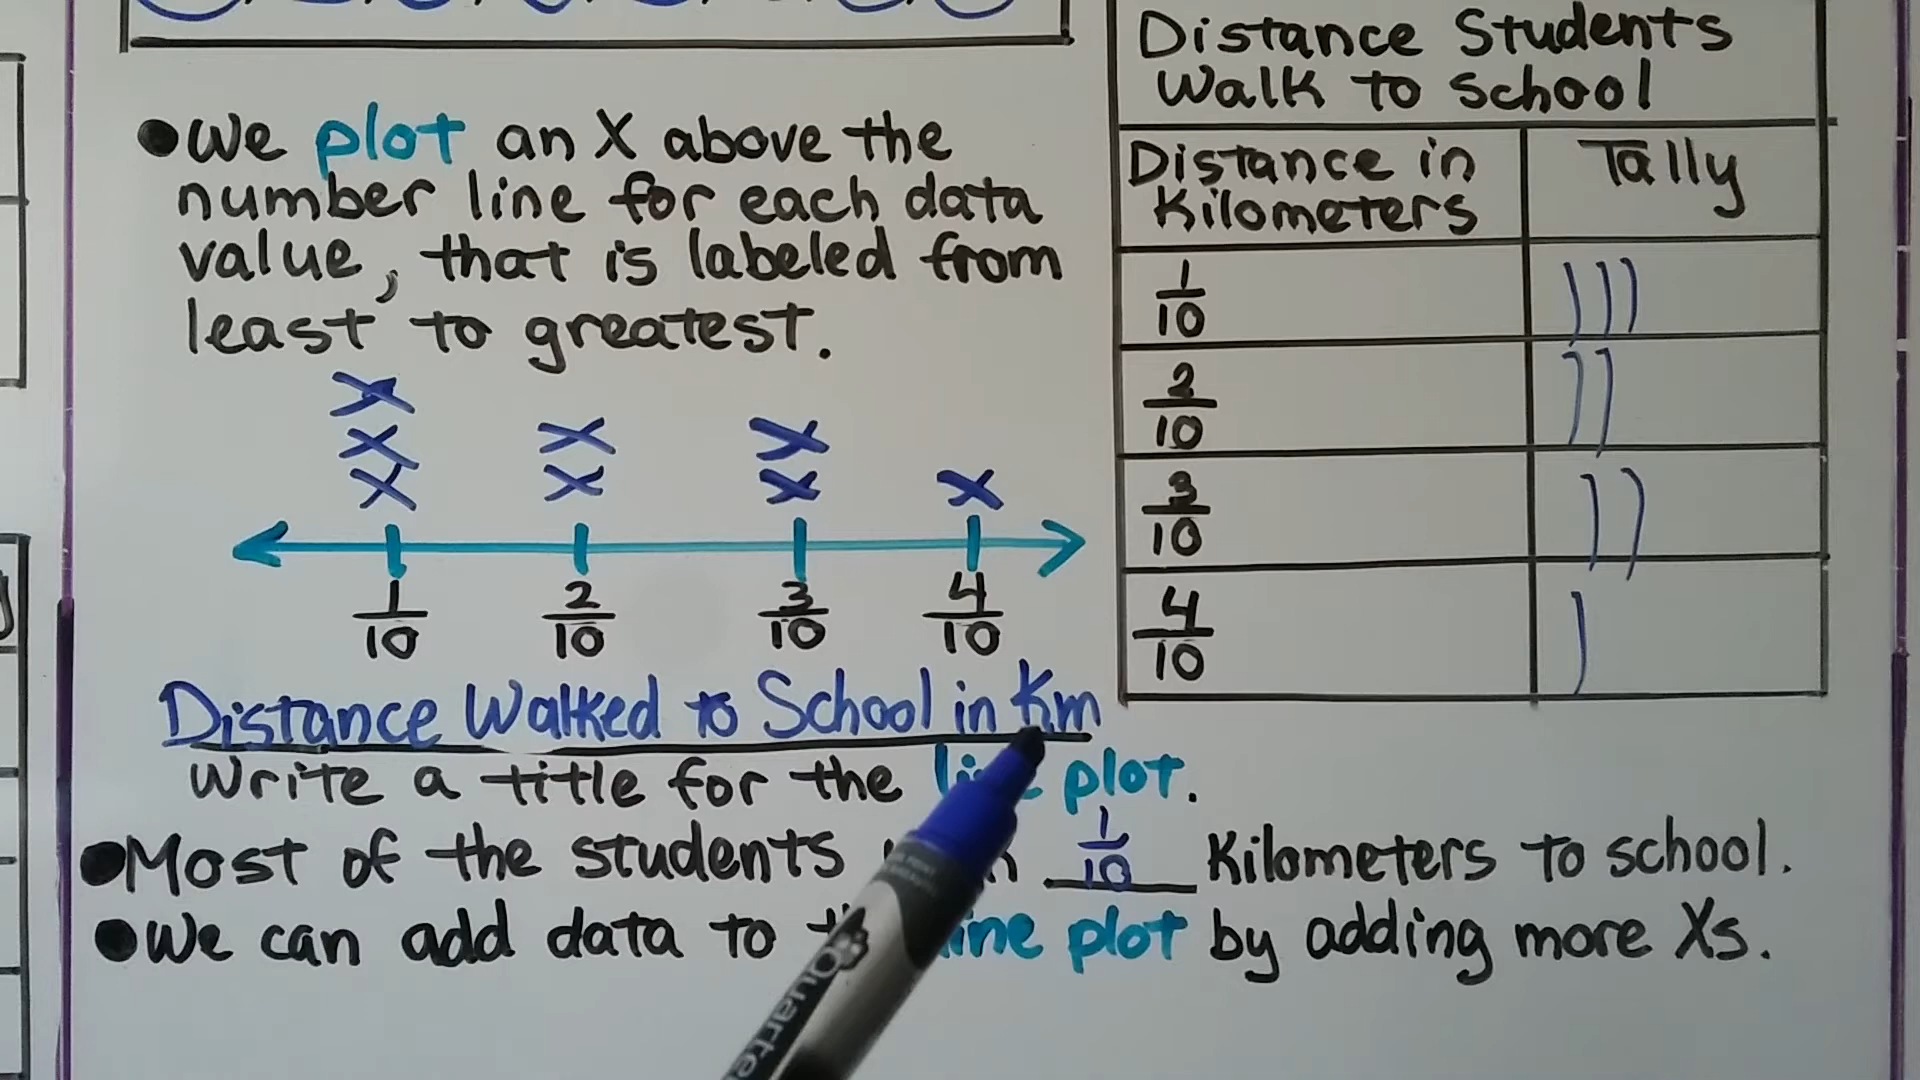 We plot an X above the
number line for each data
value, that is labeled from
least to greatest.
X
X X X
X X X X
1/10 2/10 3/10 4/10
Distance Walked to School in Km
Write a title for the plot.
Most of the students 1/10 Kilometers to school.
We can add data to line plot by adding more Xs.
Distance Students
Walk to School
Distance in Tally
Kilometers
1/10 |||
2/10 ||
3/10 ||
4/10 |
Quarte